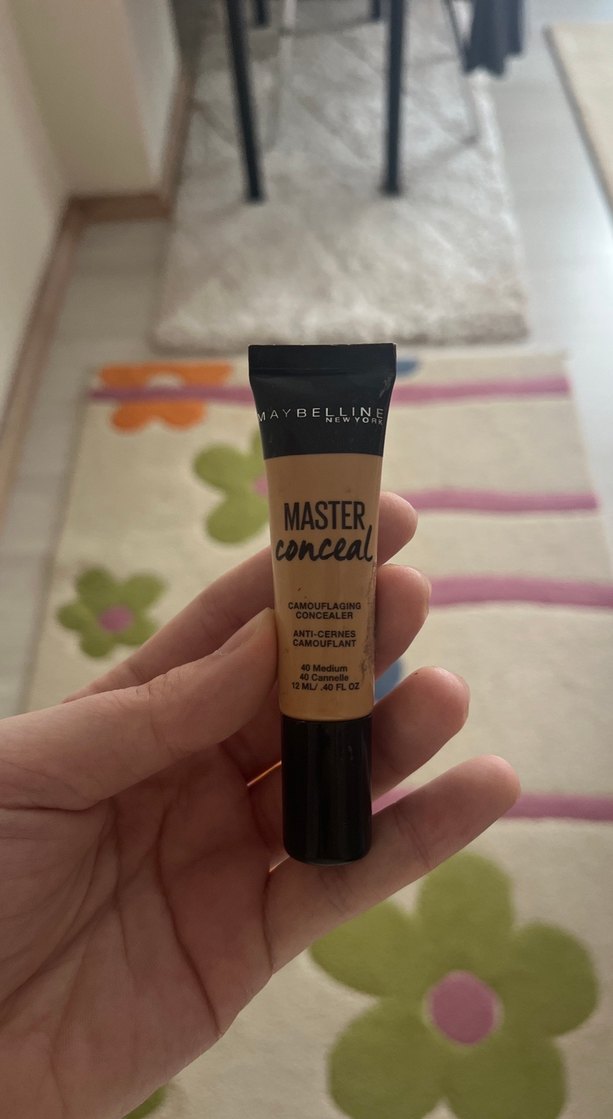 MAYBELLINE
NEW YORK
MASTER
conceal
CAMOUFLAGING
CONCEALER
ANTI-CERNES
CAMOUFLANT
40 Medium
40 Cannelle
12 ML/ .40 FL OZ